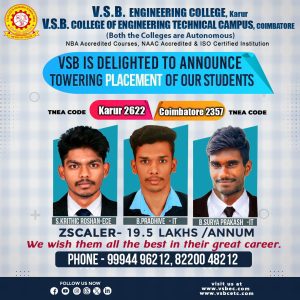 V.S.B. ENGINEERING COLLEGE, Karur
V.S.B. COLLEGE OF ENGINEERING TECHNICAL CAMPUS, COIMBATORE
(Both the Colleges are Autonomous)
NBA Accredited Courses, NAAC Accredited & ISO Certified Institution
VSB IS DELIGHTED TO ANNOUNCE
TOWERING PLACEMENT OF OUR STUDENTS
TNEA CODE Karur 2622 Coimbatore 2357 TNEA CODE
S.KRITHIC ROSHAN-ECE
B.PRADHIVE - IT
B.SURYA PRAKASH - IT
ZSCALER- 19.5 LAKHS /ANNUM
We wish them all the best in their great career.
PHONE - 99944 96212, 82200 48212
FOLLOW US NOW
visit us at
www.vsbec.com
www.vsbcetc.com